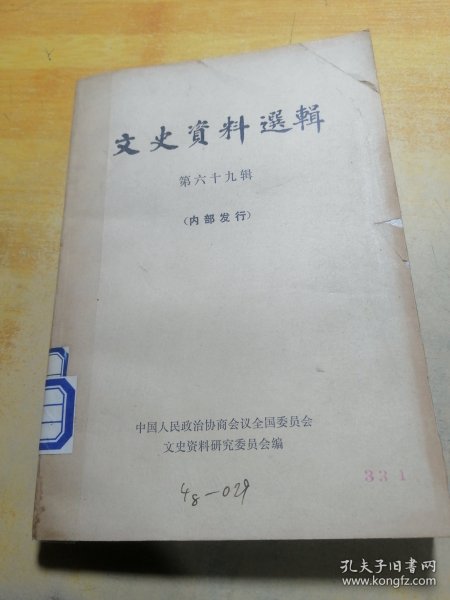 文史資料選輯
第六十九辑
(内部发行)
中国人民政治协商会议全国委员会
文史资料研究委员会编
48-029
331
孔夫子旧书网
www.kongfz.com